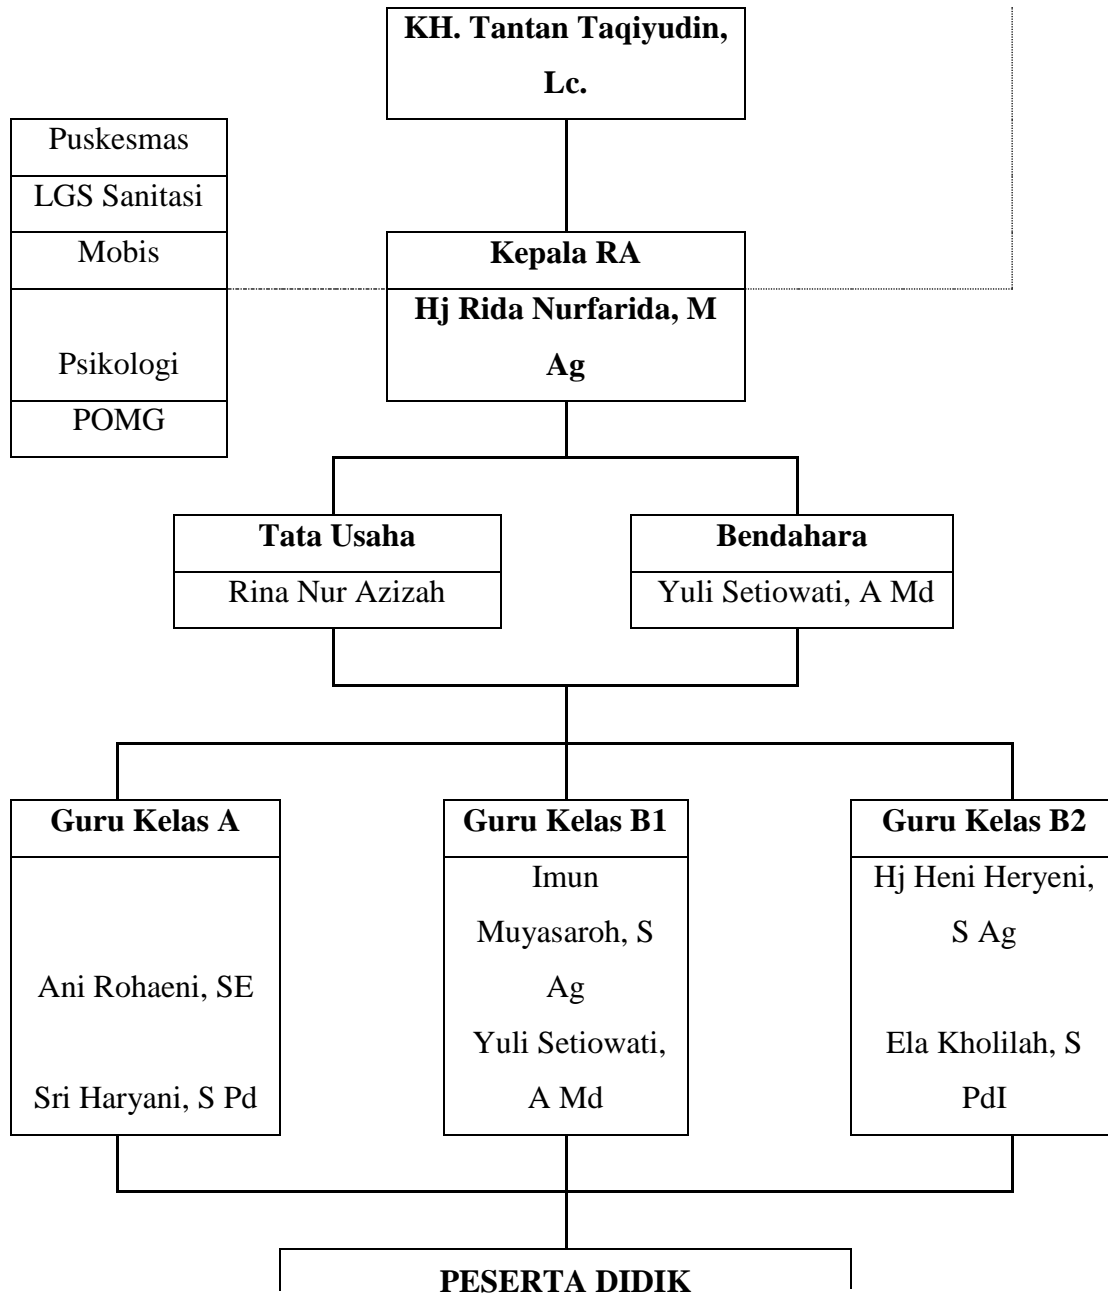 KH. Tantan Taqiyudin,
Lc.
Puskesmas
LGS Sanitasi
Mobis
Psikologi
POMG
Kepala RA
Hj Rida Nurfarida, M
Ag
Tata Usaha
Rina Nur Azizah
Bendahara
Yuli Setiowati, A Md
Guru Kelas A
Ani Rohaeni, SE
Sri Haryani, S Pd
Guru Kelas B1
Imun
Muyasaroh, S
Ag
Yuli Setiowati,
A Md
Guru Kelas B2
Hj Heni Heryeni,
S Ag
Ela Kholilah, S
PdI
PESERTA DIDIK